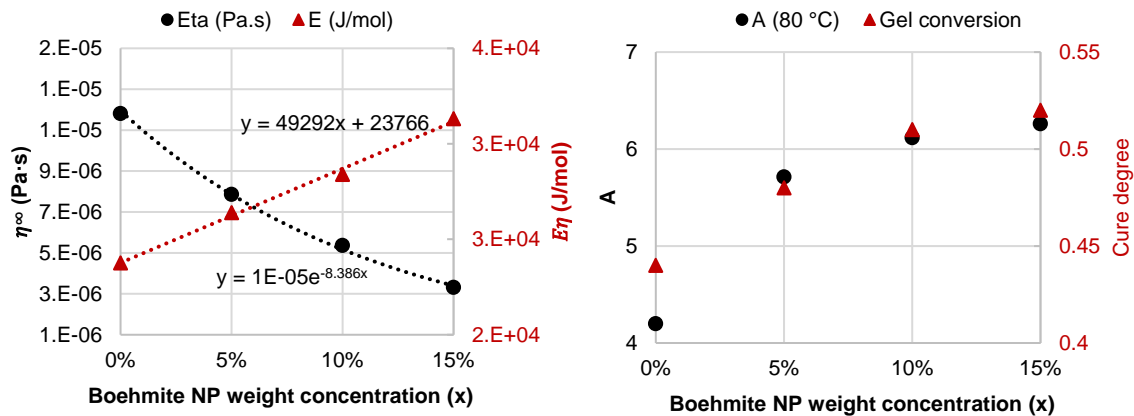 Eta (Pa.s) E (J/mol)
2.E-05
1.E-05
1.E-05
9.E-06
7.E-06
5.E-06
3.E-06
1.E-06
η∞ (Pa·s)
y = 49292x + 23766
y = 1E-05e^-8.386x
4.E+04
3.E+04
3.E+04
2.E+04
Eη (J/mol)
0% 5% 10% 15%
Boehmite NP weight concentration (x)
A (80 °C) Gel conversion
7
6
5
4
A
0.55
0.5
0.45
0.4
Cure degree
0% 5% 10% 15%
Boehmite NP weight concentration (x)